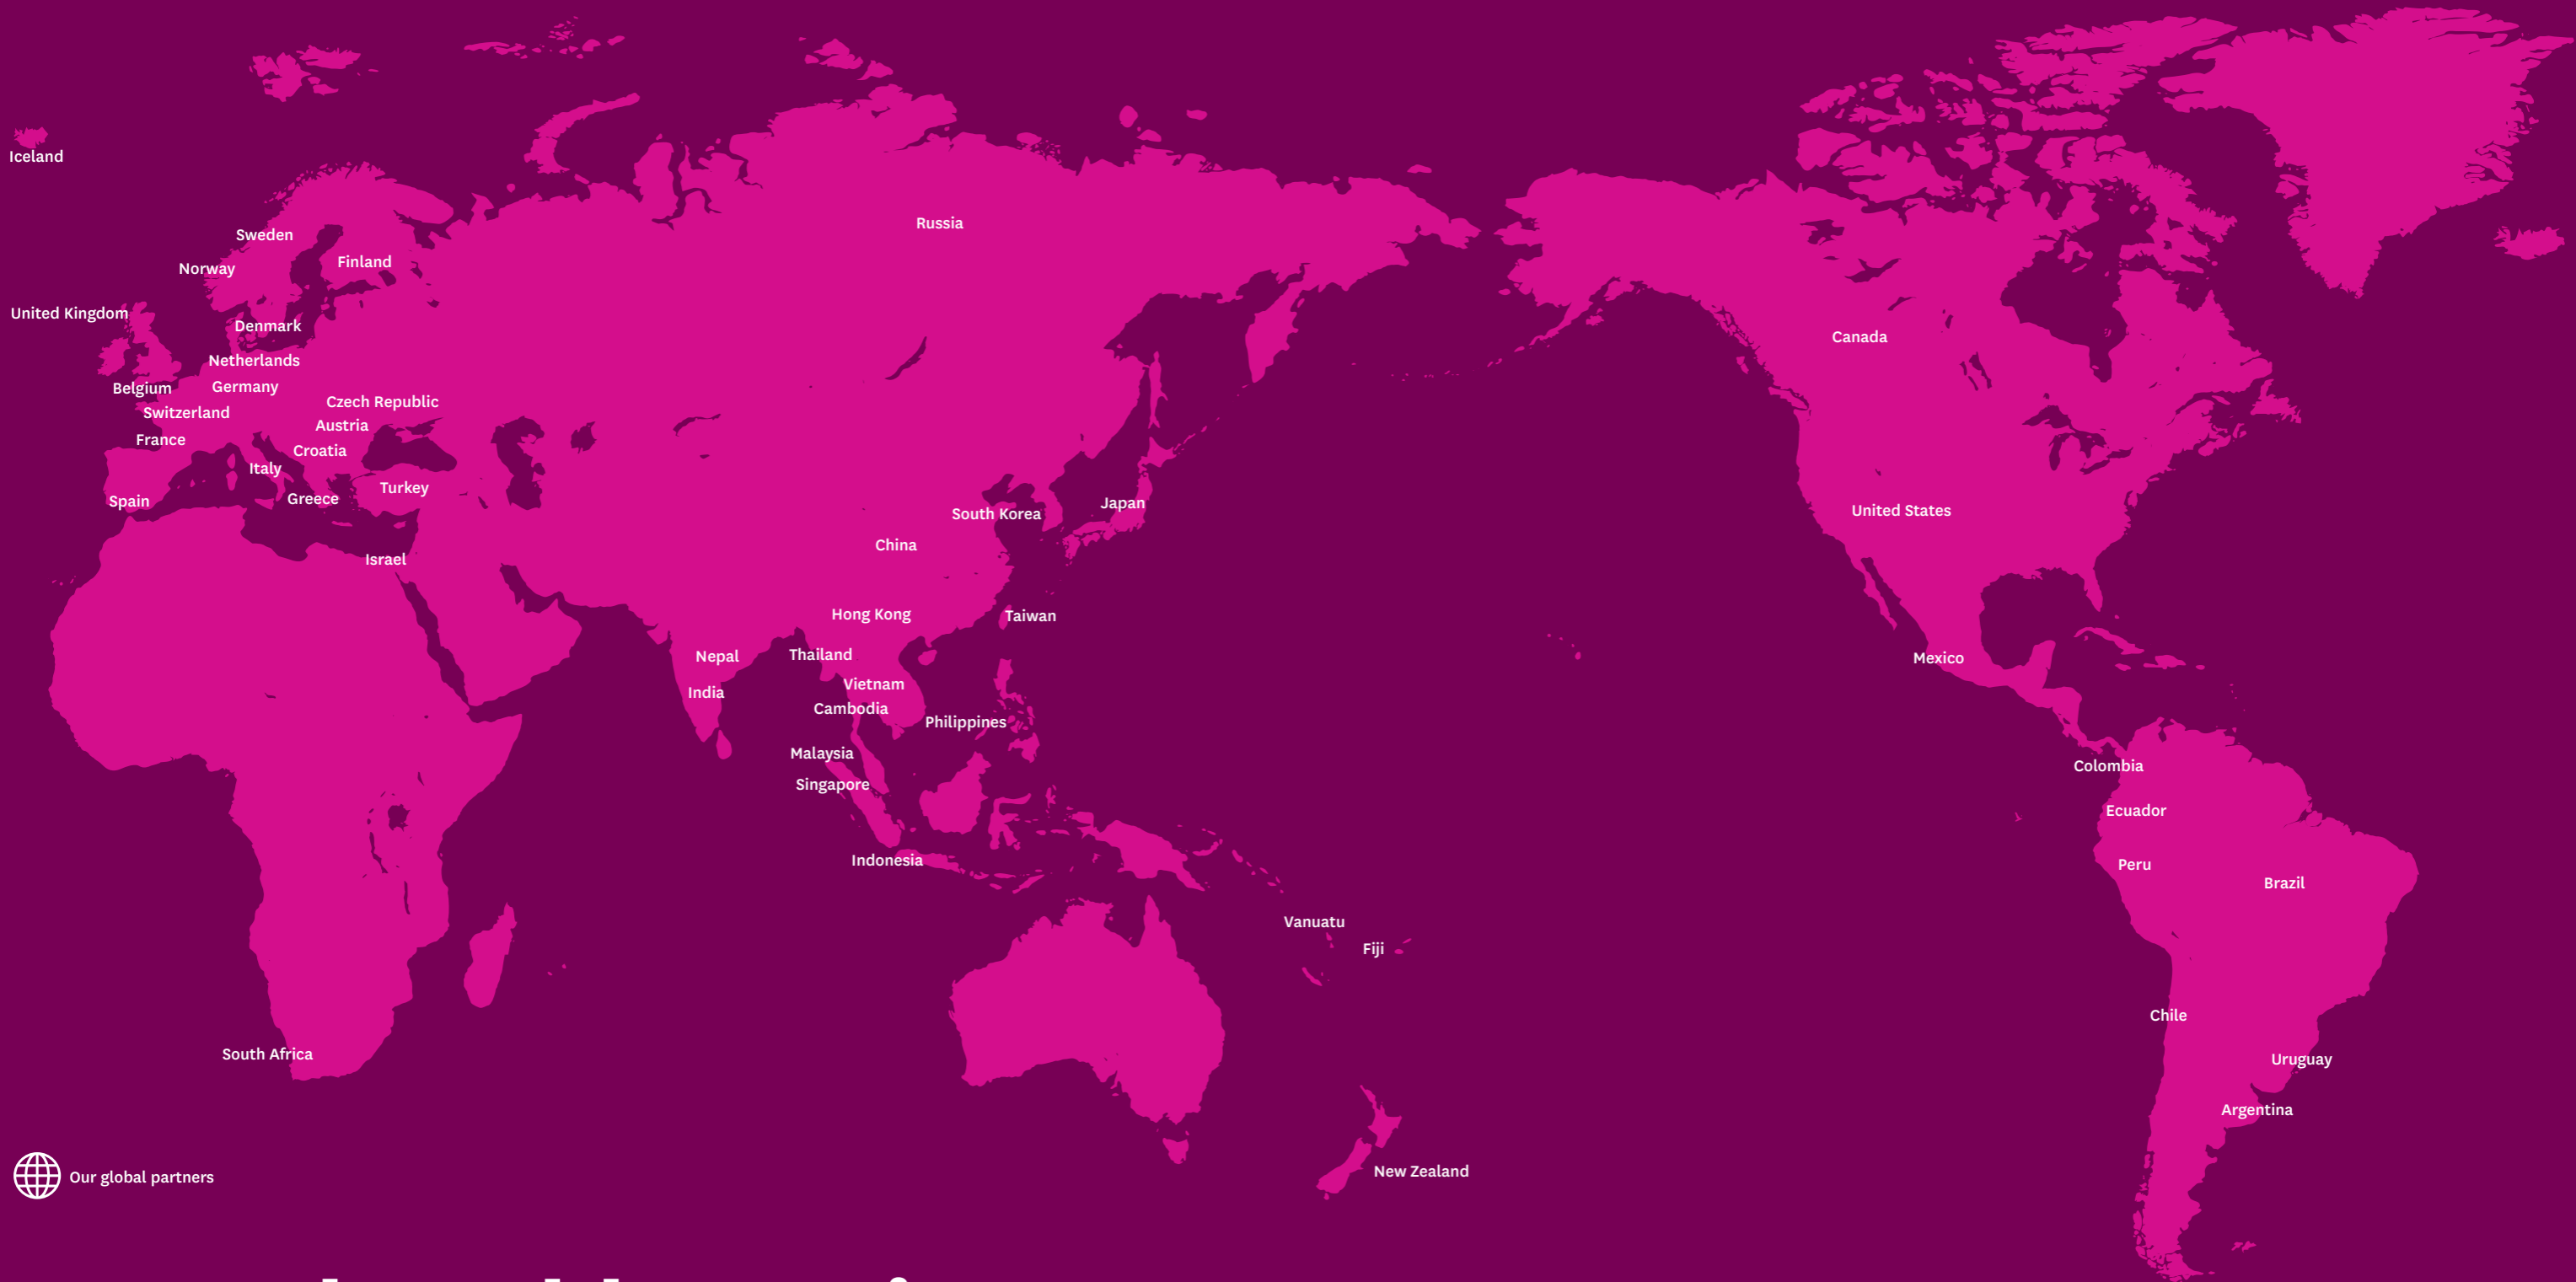 Iceland
Russia
Sweden
Finland
Norway
United Kingdom
Denmark
Canada
Netherlands
Germany
Belgium
Czech Republic
Switzerland
Austria
France
Croatia
Italy
Turkey
Greece
Spain
Japan
United States
South Korea
China
Israel
Hong Kong
Taiwan
Thailand
Nepal
Mexico
Vietnam
India
Cambodia
Philippines
Malaysia
Colombia
Singapore
Ecuador
Indonesia
Peru
Brazil
Vanuatu
Fiji
Chile
South Africa
Uruguay
Argentina
New Zealand
Our global partners